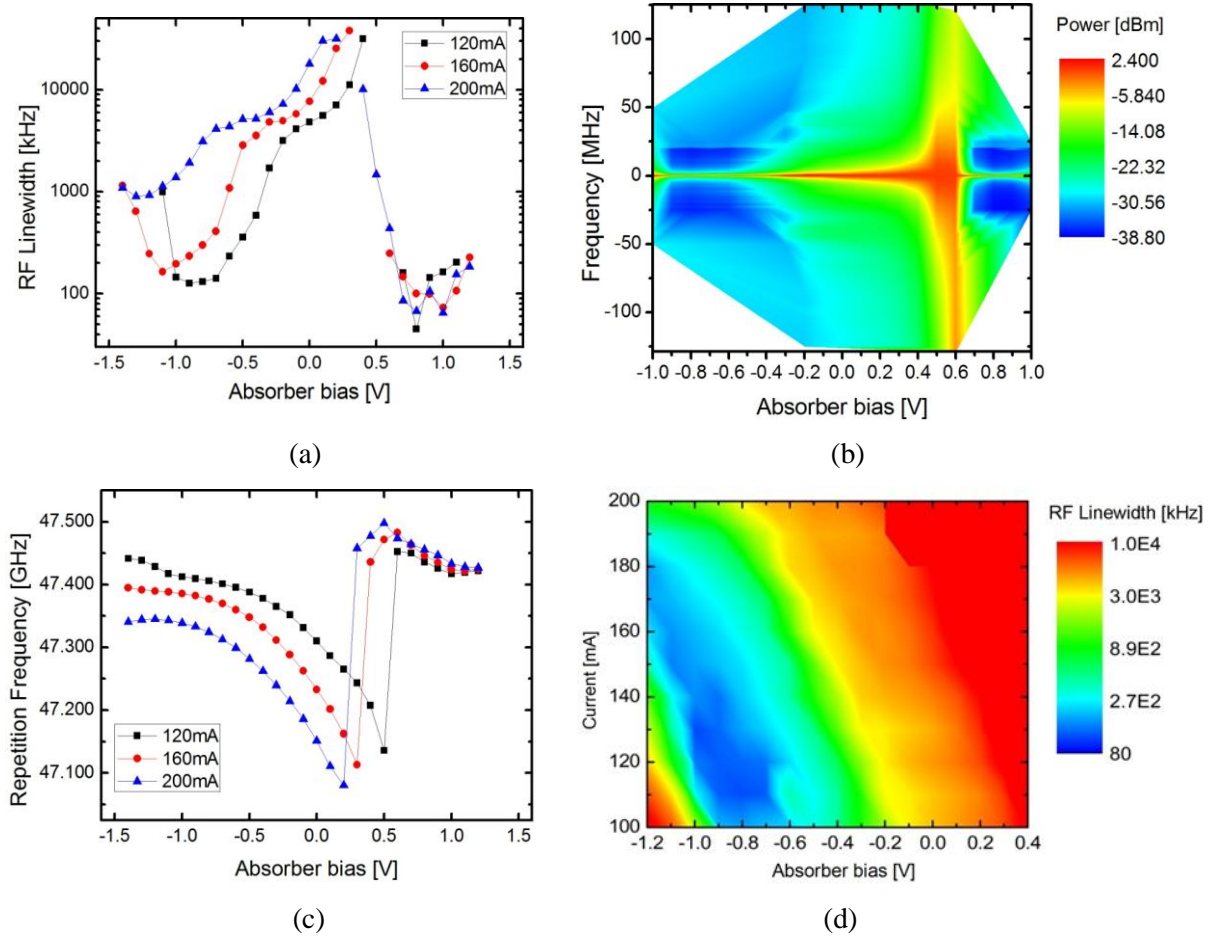 120mA
160mA
200mA
10000
1000
100
RF Linewidth [kHz]
-1.5 -1.0 -0.5 0.0 0.5 1.0 1.5
Absorber bias [V]
(a)
Power [dBm]
2.400
-5.840
-14.08
-22.32
-30.56
-38.80
100
50
0
-50
-100
Frequency [MHz]
-1.0 -0.8 -0.6 -0.4 -0.2 0.0 0.2 0.4 0.6 0.8 1.0
Absorber bias [V]
(b)
47.500
47.400
47.300
47.200
47.100
Repetition Frequency [GHz]
120mA
160mA
200mA
-1.5 -1.0 -0.5 0.0 0.5 1.0 1.5
Absorber bias [V]
(c)
RF Linewidth [kHz]
1.0E4
3.0E3
8.9E2
2.7E2
80
200
180
160
140
120
100
Current [mA]
-1.2 -1.0 -0.8 -0.6 -0.4 -0.2 0.0 0.2 0.4
Absorber bias [V]
(d)